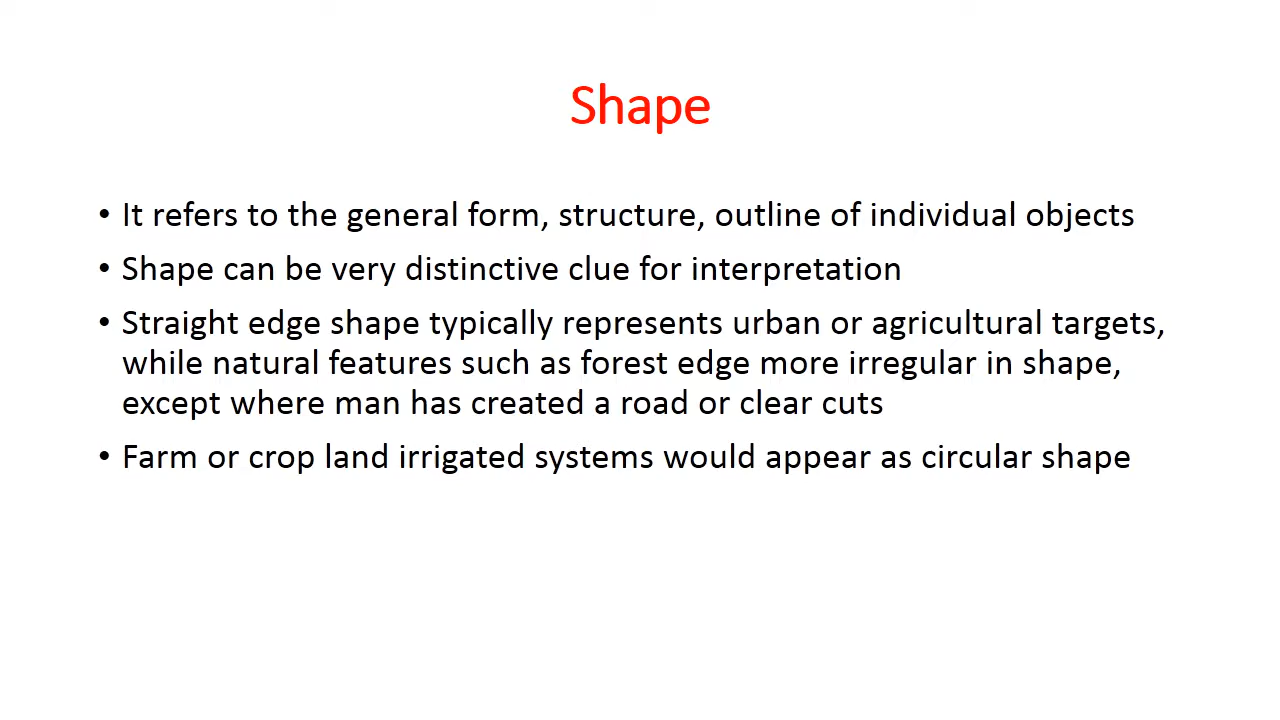 Shape
• It refers to the general form, structure, outline of individual objects
• Shape can be very distinctive clue for interpretation
• Straight edge shape typically represents urban or agricultural targets,
while natural features such as forest edge more irregular in shape,
except where man has created a road or clear cuts
• Farm or crop land irrigated systems would appear as circular shape